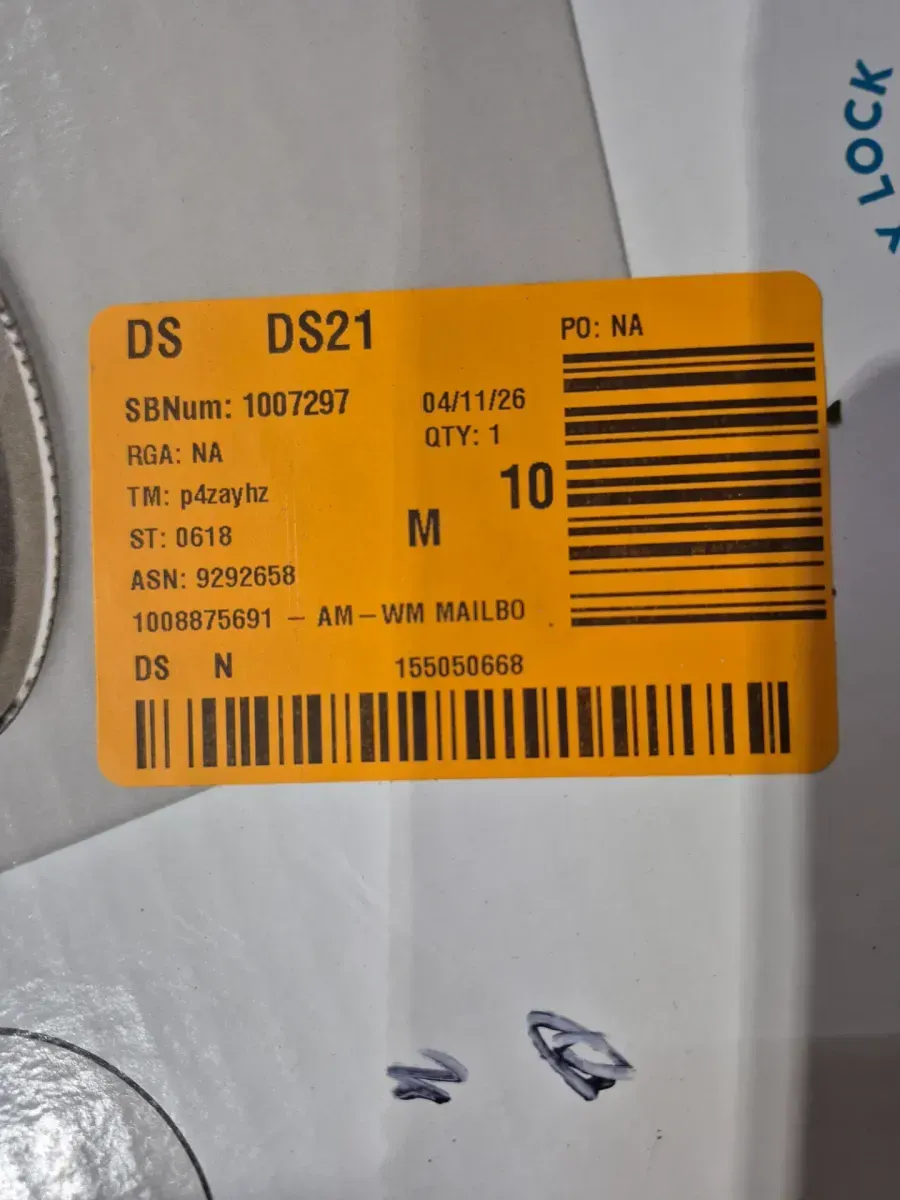 Y LOCK
DS DS21
PO: NA
SBNum: 1007297
04/11/26
RGA: NA
QTY: 1
TM: p4zayhz
10
ST: 0618
M
ASN: 9292658
1008875691 – AM–WM MAILBO
DS N
155050668